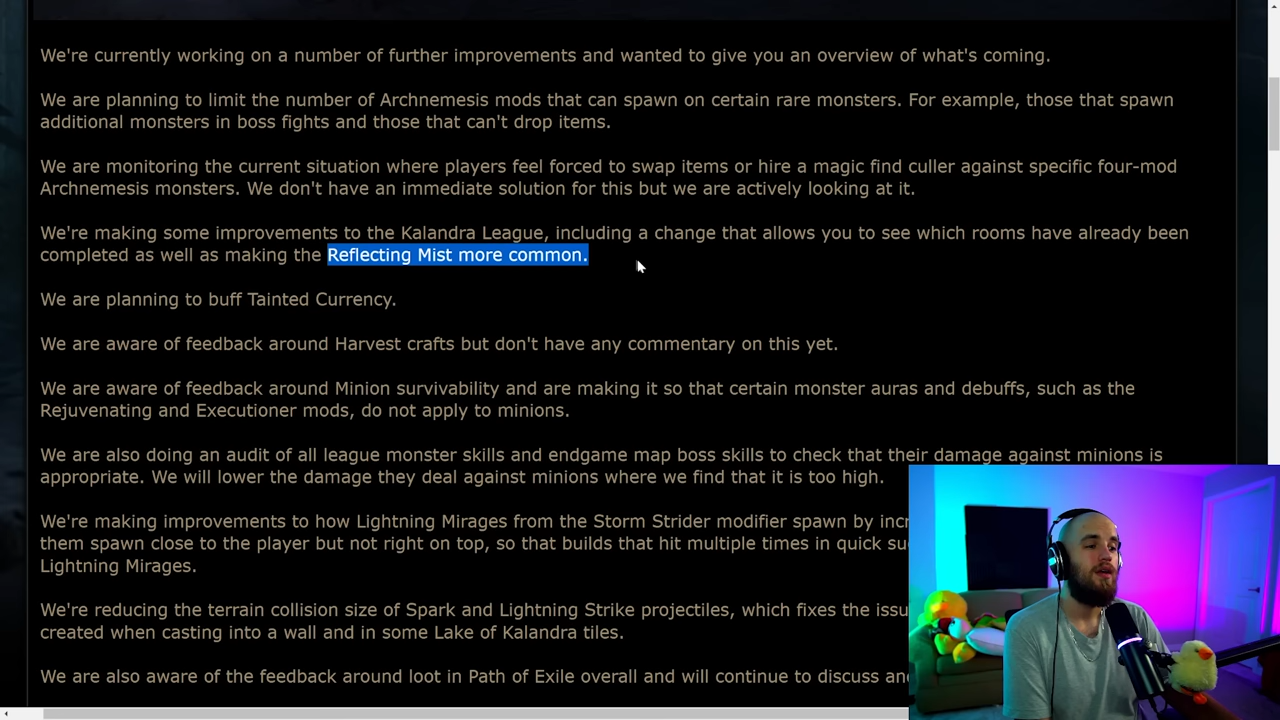 We're currently working on a number of further improvements and wanted to give you an overview of what's coming.
We are planning to limit the number of Archnemesis mods that can spawn on certain rare monsters. For example, those that spawn
additional monsters in boss fights and those that can't drop items.
We are monitoring the current situation where players feel forced to swap items or hire a magic find culler against specific four-mod
Archnemesis monsters. We don't have an immediate solution for this but we are actively looking at it.
We're making some improvements to the Kalandra League, including a change that allows you to see which rooms have already been
completed as well as making the Reflecting Mist more common.
We are planning to buff Tainted Currency.
We are aware of feedback around Harvest crafts but don't have any commentary on this yet.
We are aware of feedback around Minion survivability and are making it so that certain monster auras and debuffs, such as the
Rejuvenating and Executioner mods, do not apply to minions.
We are also doing an audit of all league monster skills and endgame map boss skills to check that their damage against minions is
appropriate. We will lower the damage they deal against minions where we find that it is too high.
We're making improvements to how Lightning Mirages from the Storm Strider modifier spawn by
them spawn close to the player but not right on top, so that builds that hit multiple times in quick
Lightning Mirages.
We're reducing the terrain collision size of Spark and Lightning Strike projectiles, which fixes the
created when casting into a wall and in some Lake of Kalandra tiles.
We are also aware of the feedback around loot in Path of Exile overall and will continue to discuss